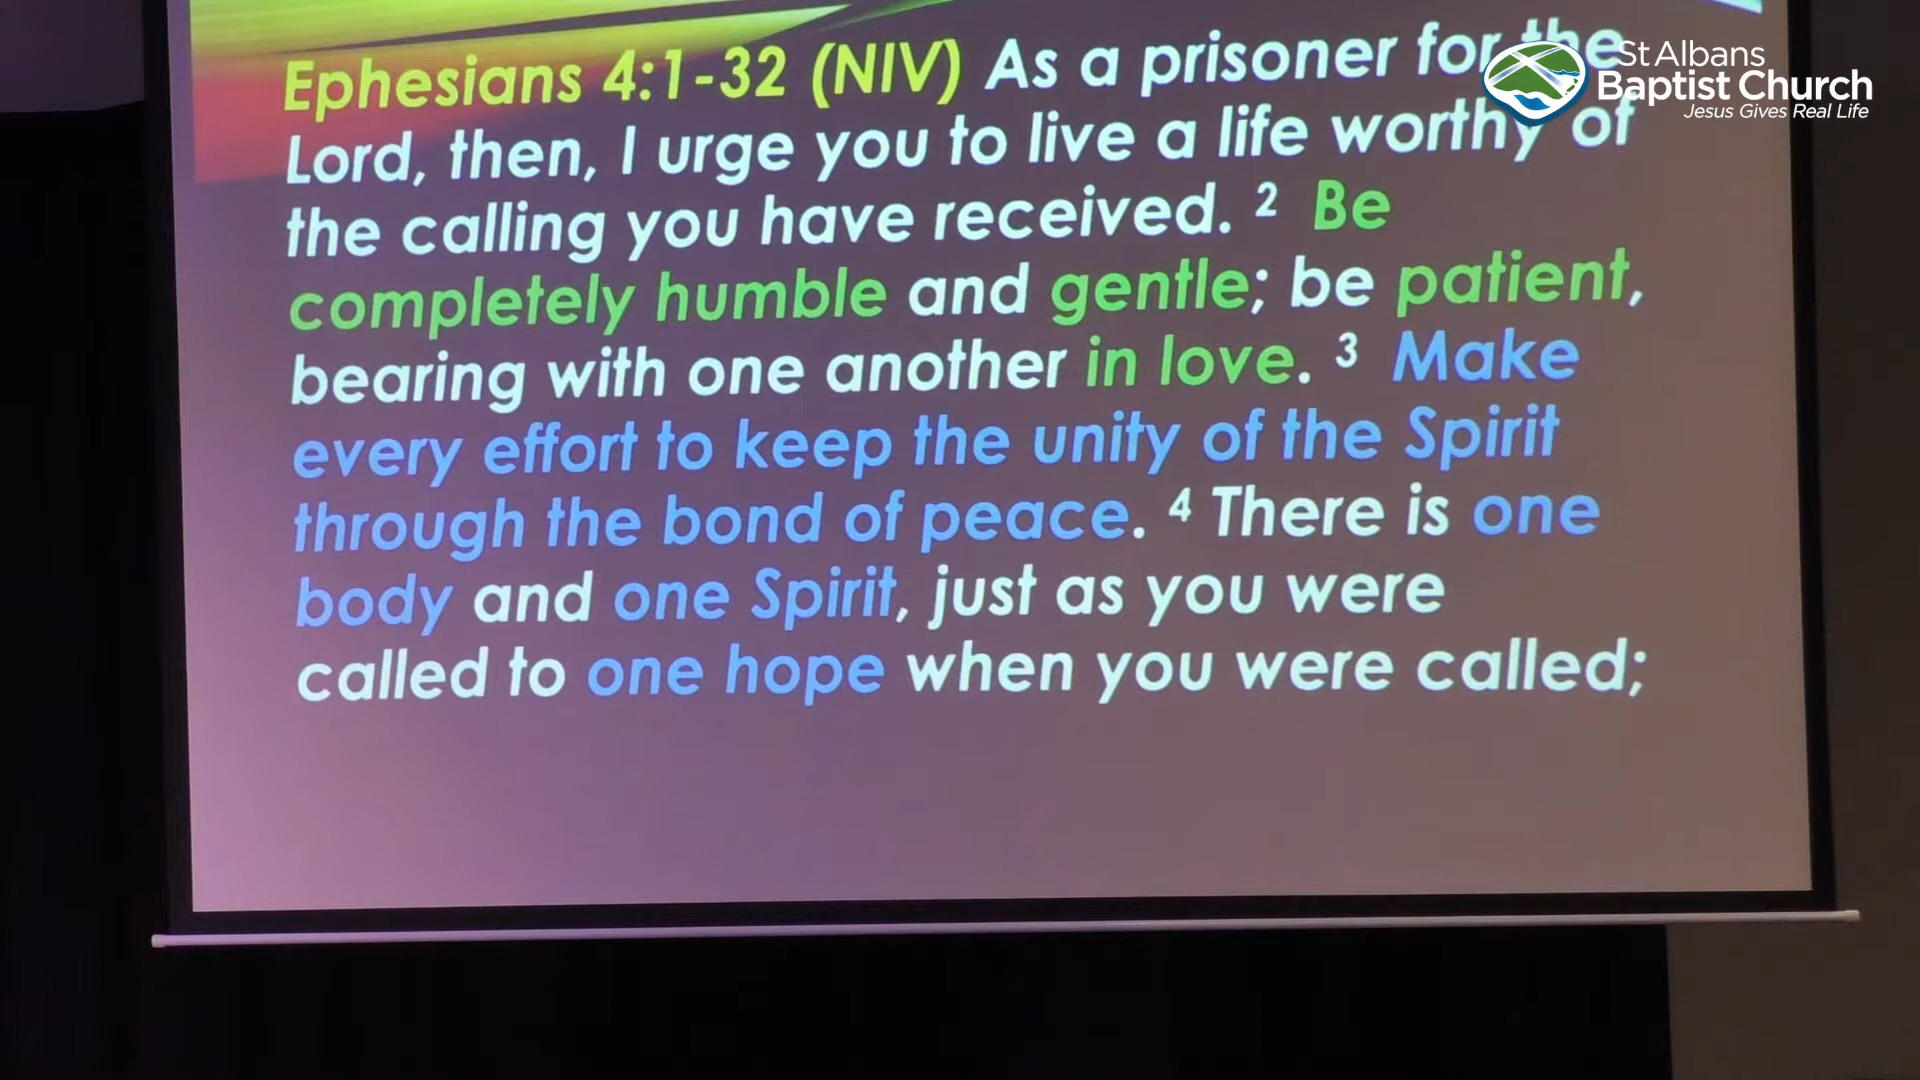 Ephesians 4:1-32 (NIV) As a prisoner for the
Lord, then, I urge you to live a life worthy of
the calling you have received. ² Be
completely humble and gentle; be patient,
bearing with one another in love. ³ Make
every effort to keep the unity of the Spirit
through the bond of peace. ⁴ There is one
body and one Spirit, just as you were
called to one hope when you were called;
St Albans
Baptist Church
Jesus Gives Real Life